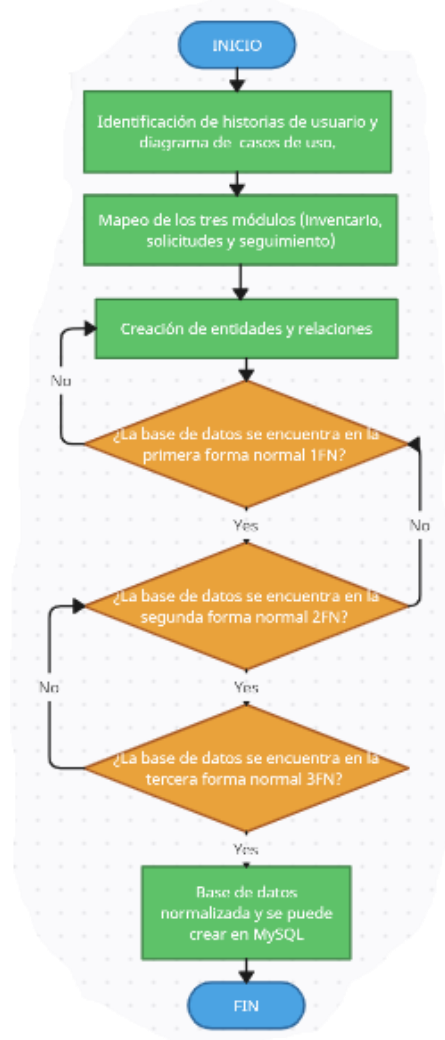 INICIO
Identificación de historias de usuario y
diagrama de casos de uso.
Mapeo de los tres módulos (inventario,
solicitudes y seguimiento)
Creación de entidades y relaciones
No
¿La base de datos se encuentra en la
primera forma normal 1FN?
Yes
No
¿La base de datos se encuentra en la
segunda forma normal 2FN?
No
Yes
¿La base de datos se encuentra en la
tercera forma normal 3FN?
Yes
Base de datos
normalizada y se puede
crear en MySQL
FIN